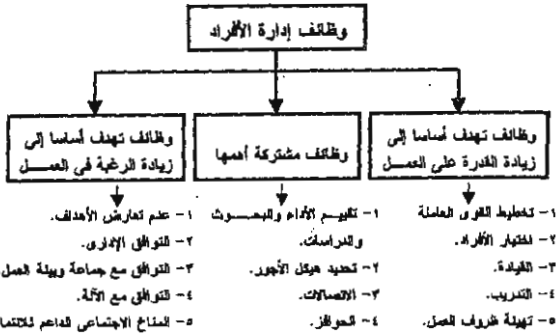 وظائف إدارة الأفراد
وظائف تهدف أساسا إلى
زيادة القدرة على العمل
١- تخطيط القوى العاملة
٢- اختيار الأفراد.
٣- القيادة.
٤- التدريب.
٥- تهيئة ظروف العمل.
وظائف مشتركة أهمها
١- تقييم الأداء والبحوث
والدراسات.
٢- تحديد هيكل الأجور.
٣- الاتصالات.
٤- الحوافز.
وظائف تهدف أساسا إلى
زيادة الرغبة في العمل
١- عدم تعارض الأهداف.
٢- التوافق الإداري.
٣- التوافق مع جماعة وبيئة العمل.
٤- التوافق مع الآلة.
٥- المناخ الاجتماعي الداعم